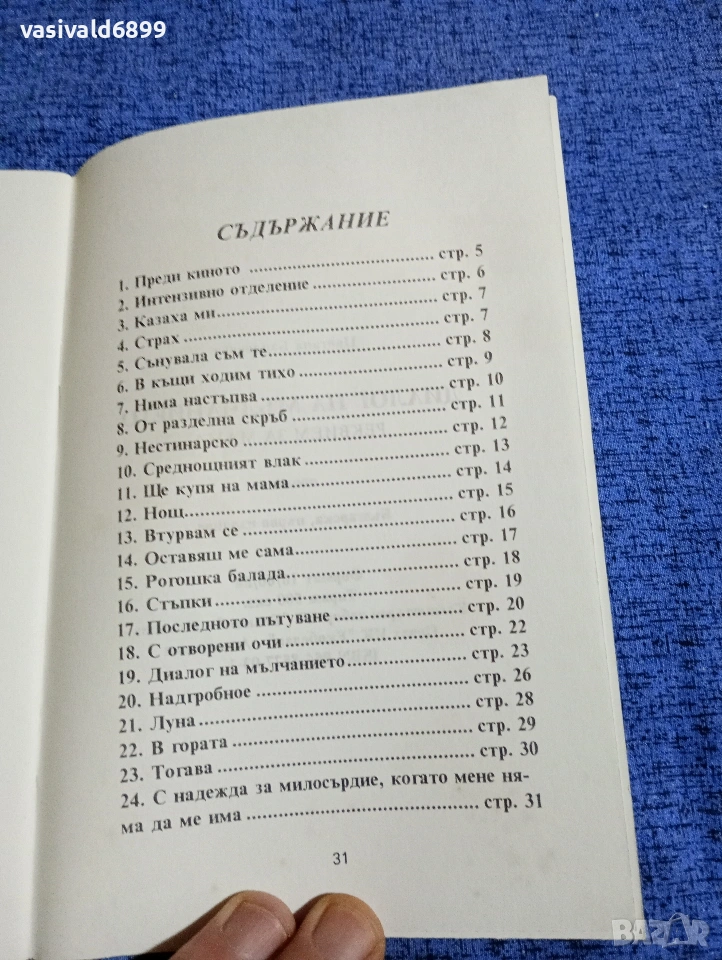 vasivald6899
СЪДЪРЖАНИЕ
1. Преди киното ........................................ стр. 5
2. Интензивно отделение ........................ стр. 6
3. Казаха ми............................................. стр. 7
4. Страх .................................................... стр. 7
5. Сънувала съм те ................................... стр. 8
6. В къщи ходим тихо .............................. стр. 9
7. Нима настъпва .................................... стр. 10
8. От разделна скръб ............................... стр. 11
9. Нестинарско ........................................ стр. 12
10. Среднощният влак ............................. стр. 13
11. Ще купя на мама................................ стр. 14
12. Нощ..................................................... стр. 15
13. Втурвам се .......................................... стр. 16
14. Оставяш ме сама................................. стр. 17
15. Рогошка балада................................... стр. 18
16. Стъпки ................................................ стр. 19
17. Последното пътуване ......................... стр. 20
18. С отворени очи ................................... стр. 22
19. Диалог на мълчанието....................... стр. 23
20. Надгробное ......................................... стр. 26
21. Луна ..................................................... стр. 28
22. В гората ............................................... стр. 29
23. Тогава .................................................. стр. 30
24. С надежда за милосърдие, когато мене ня-
ма да ме има ............................................. стр. 31
31
BAZAR